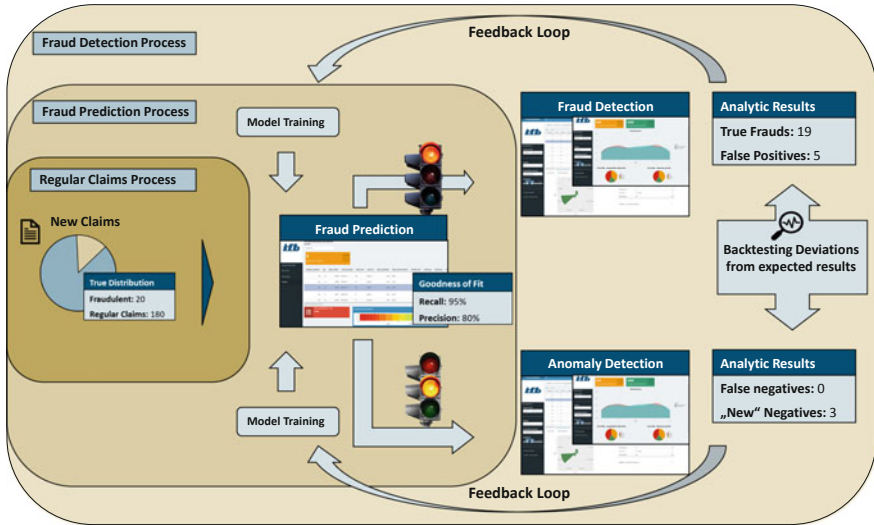 Feedback Loop
Fraud Detection Process
Fraud Prediction Process
Model Training
Regular Claims Process
New Claims
True Distribution
Fraudulent: 20
Regular Claims: 180
Fraud Prediction
ifb
Goodness of Fit
Recall: 95%
Precision: 80%
Fraud Detection
ifb
Analytic Results
True Frauds: 19
False Positives: 5
Backtesting Deviations
from expected results
Model Training
Anomaly Detection
ifb
Analytic Results
False negatives: 0
„New“ Negatives: 3
Feedback Loop